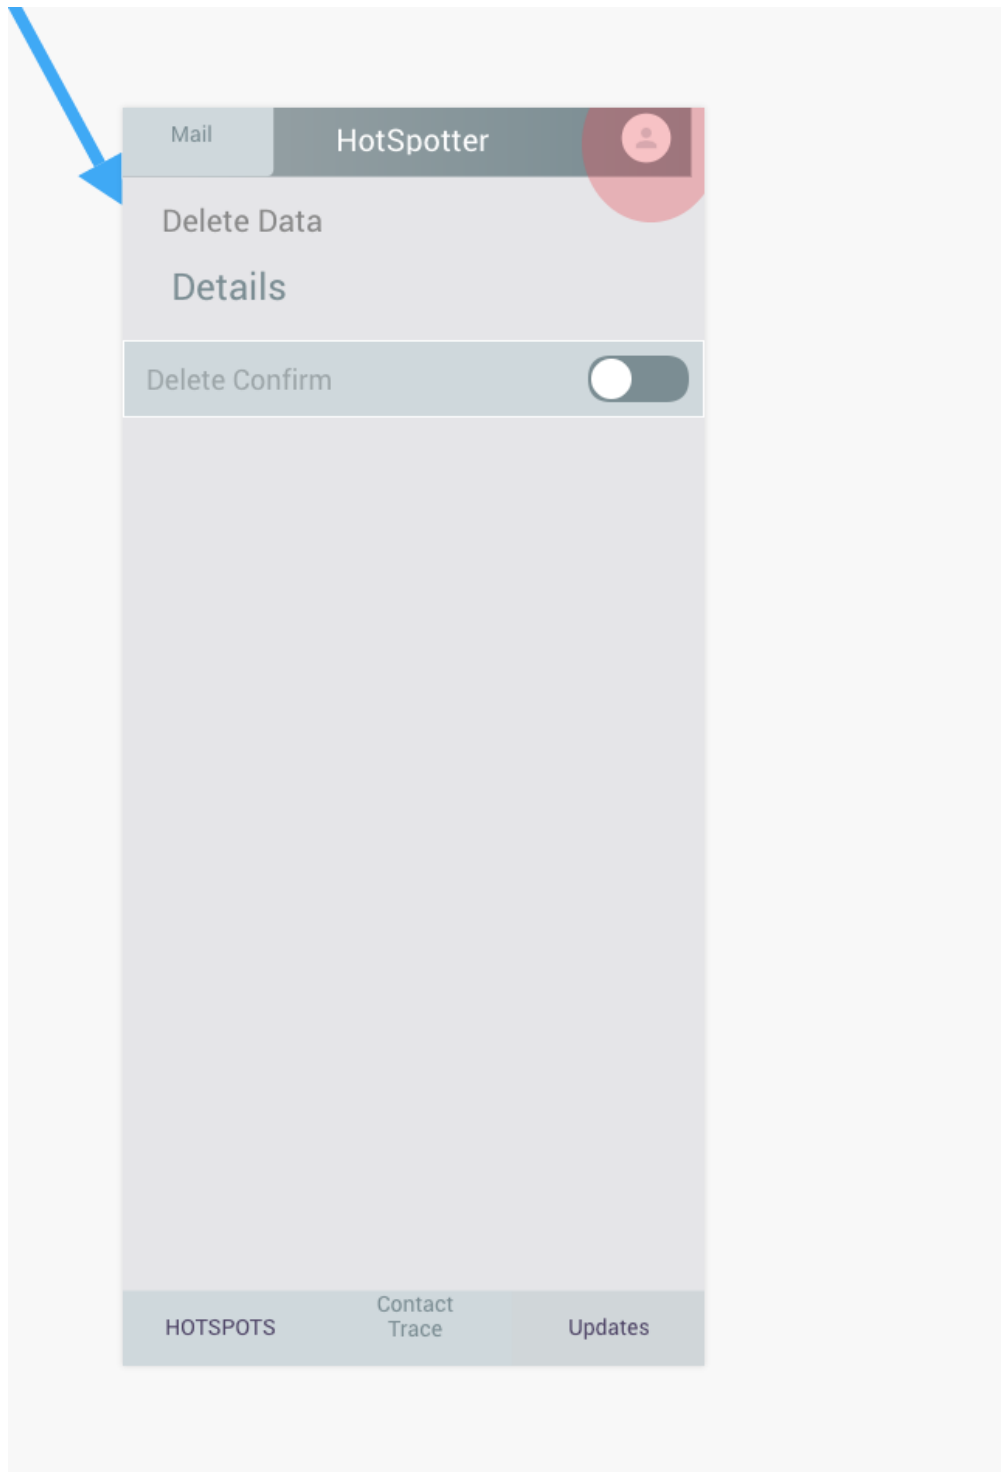 Mail
HotSpotter
Delete Data
Details
Delete Confirm
HOTSPOTS
Contact
Trace
Updates